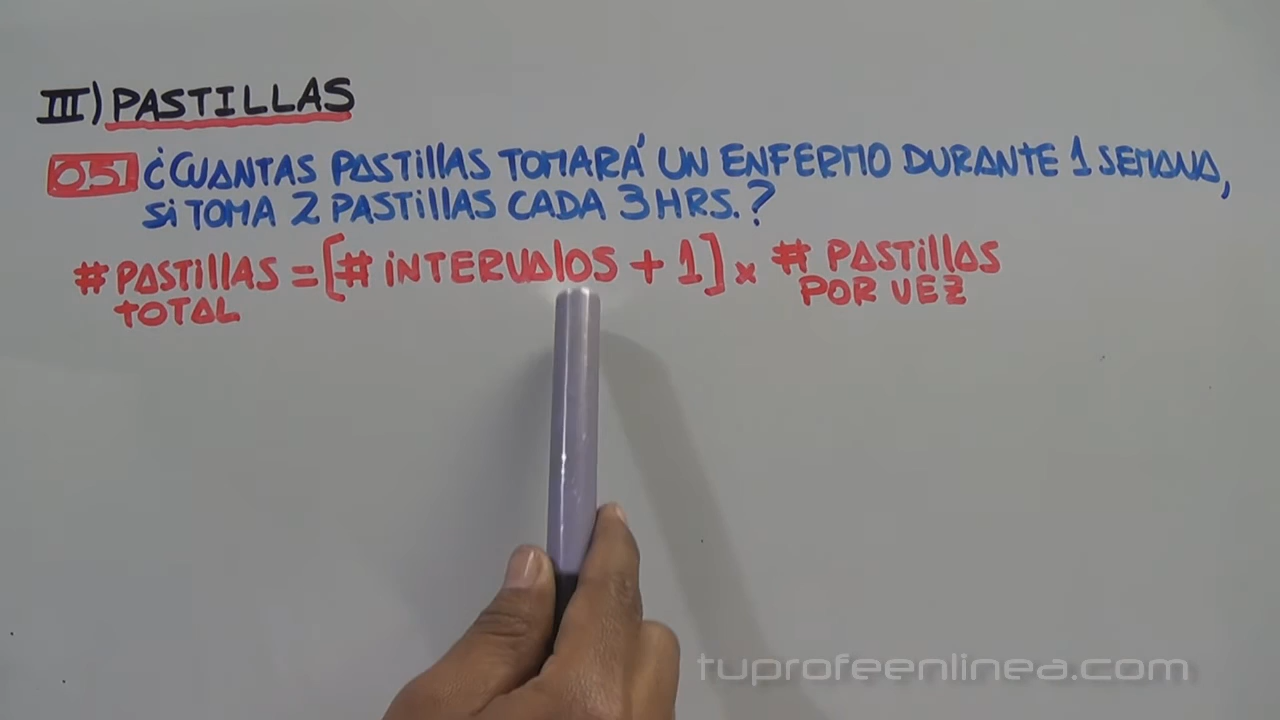 III) PASTILLAS
05 ¿CUANTAS PASTILLAS TOMARÁ UN ENFERMO DURANTE 1 SEMANA,
SI TOMA 2 PASTILLAS CADA 3 HRS.?
# PASTILLAS = [# INTERVALOS + 1] x # PASTILLAS
TOTAL POR VEZ
tuprofeenlinea.com